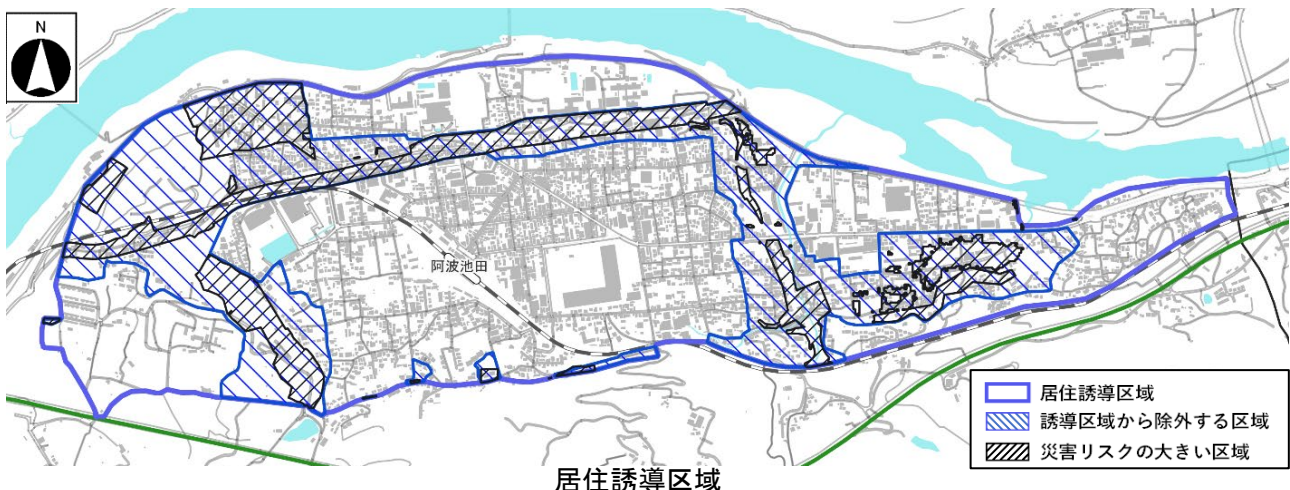 N
阿波池田
居住誘導区域
誘導区域から除外する区域
災害リスクの大きい区域
居住誘導区域